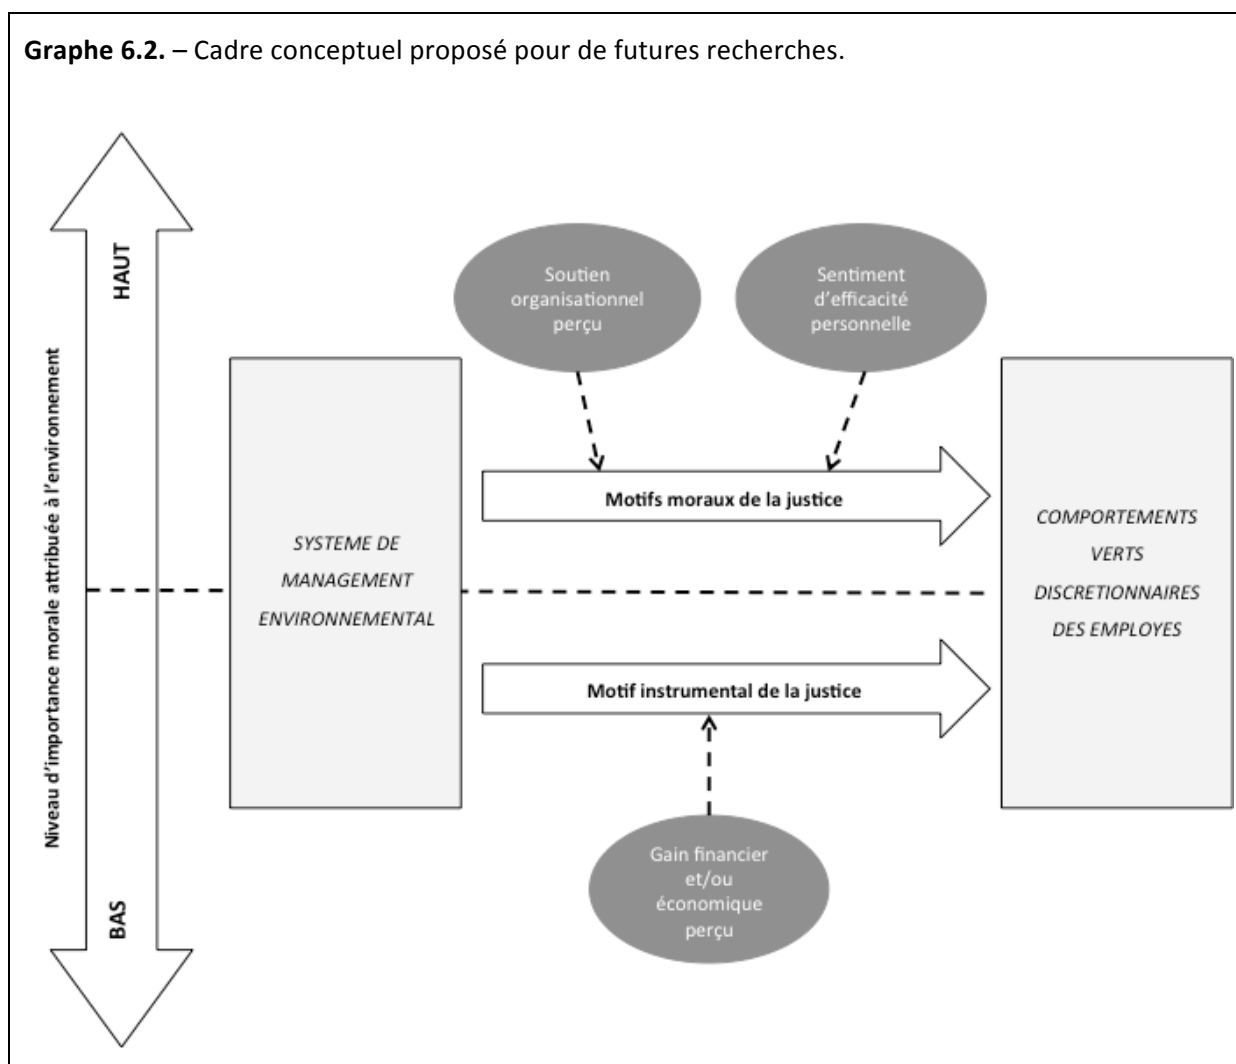 Graphe 6.2. – Cadre conceptuel proposé pour de futures recherches.
Niveau d'importance morale attribuée à l'environnement
HAUT
BAS
Soutien
organisationnel
perçu
Sentiment
d'efficacité
personnelle
SYSTEME DE
MANAGEMENT
ENVIRONNEMENTAL
Motifs moraux de la justice
Motif instrumental de la justice
COMPORTEMENTS
VERTS
DISCRETIONNAIRES
DES EMPLOYES
Gain financier
et/ou
économique
perçu